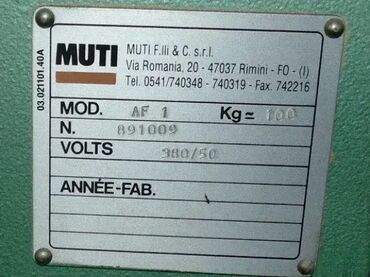 03.021101.40A
MUTI
MUTI F.lli & C. s.r.l.
Via Romania, 20 - 47037 Rimini - FO - (I)
Tel. 0541/740348 - 740319 - Fax. 742216
MOD. AF 1 Kg≃ 100
N. 891009
VOLTS 380/50
ANNÉE-FAB.